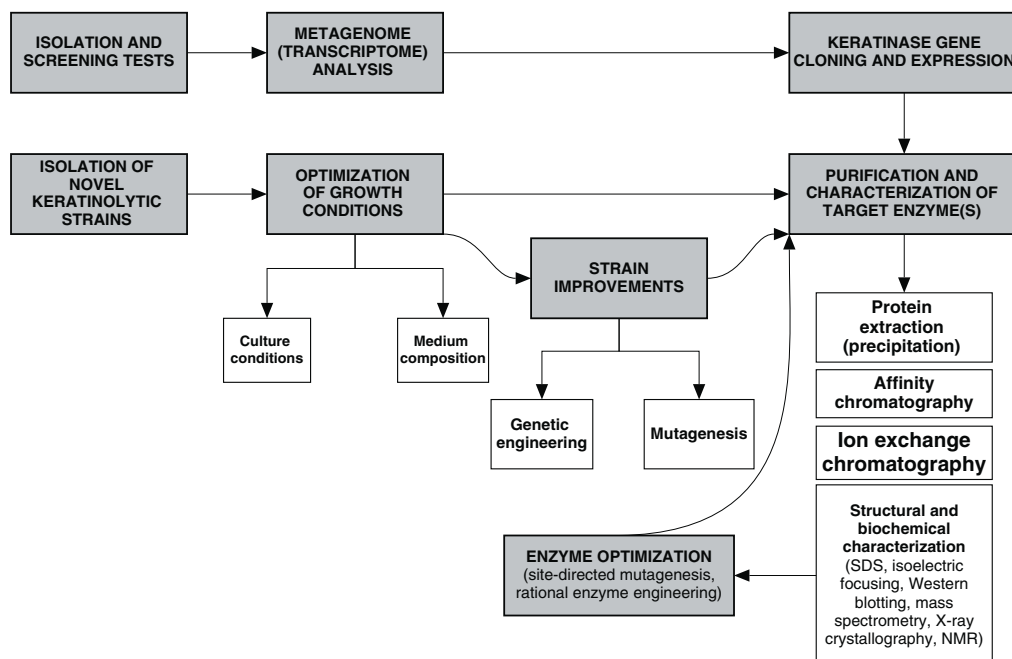 ISOLATION AND
SCREENING TESTS
METAGENOME
(TRANSCRIPTOME)
ANALYSIS
KERATINASE GENE
CLONING AND EXPRESSION
ISOLATION OF
NOVEL
KERATINOLYTIC
STRAINS
OPTIMIZATION
OF GROWTH
CONDITIONS
PURIFICATION AND
CHARACTERIZATION OF
TARGET ENZYME(S)
STRAIN
IMPROVEMENTS
Culture
conditions
Medium
composition
Genetic
engineering
Mutagenesis
Protein
extraction
(precipitation)
Affinity
chromatography
Ion exchange
chromatography
Structural and
biochemical
characterization
(SDS, isoelectric
focusing, Western
blotting, mass
spectrometry, X-ray
crystallography, NMR)
ENZYME OPTIMIZATION
(site-directed mutagenesis,
rational enzyme engineering)